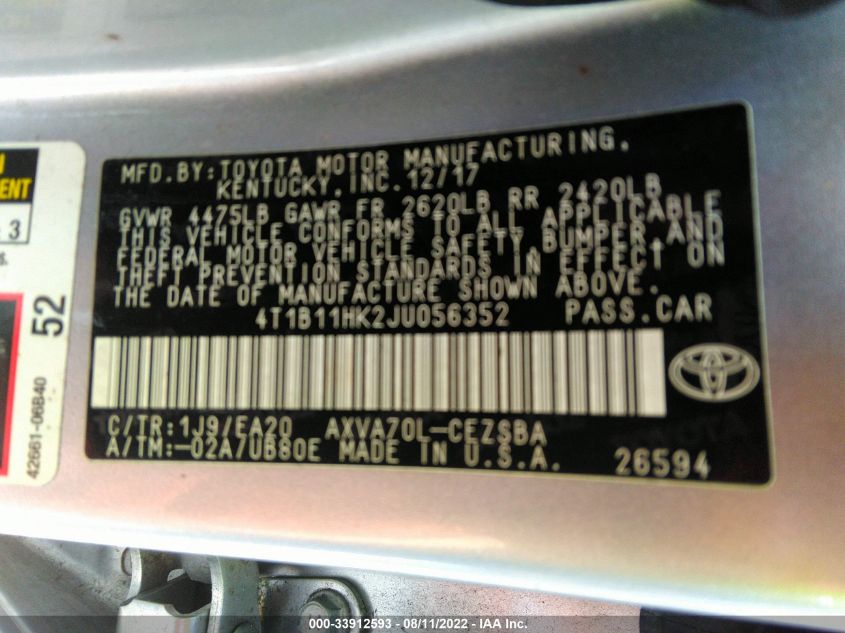 MFD.BY:TOYOTA MOTOR MANUFACTURING,
KENTUCKY, INC. 12/17
GVWR 4475LB GAWR FR 2620LB RR 2420LB
THIS VEHICLE CONFORMS TO ALL APPLICABLE
FEDERAL MOTOR VEHICLE SAFETY, BUMPER, AND
THEFT PREVENTION STANDARDS IN EFFECT ON
THE DATE OF MANUFACTURE SHOWN ABOVE.
4T1B11HK2JU056352 PASS.CAR
C/TR:1J9/EA20 AXVA70L-CEZSBA
A/TM:-02A/UB80E MADE IN U.S.A. 26594
3
52
42661-06B40
000-33912593 - 08/11/2022 - IAA Inc.